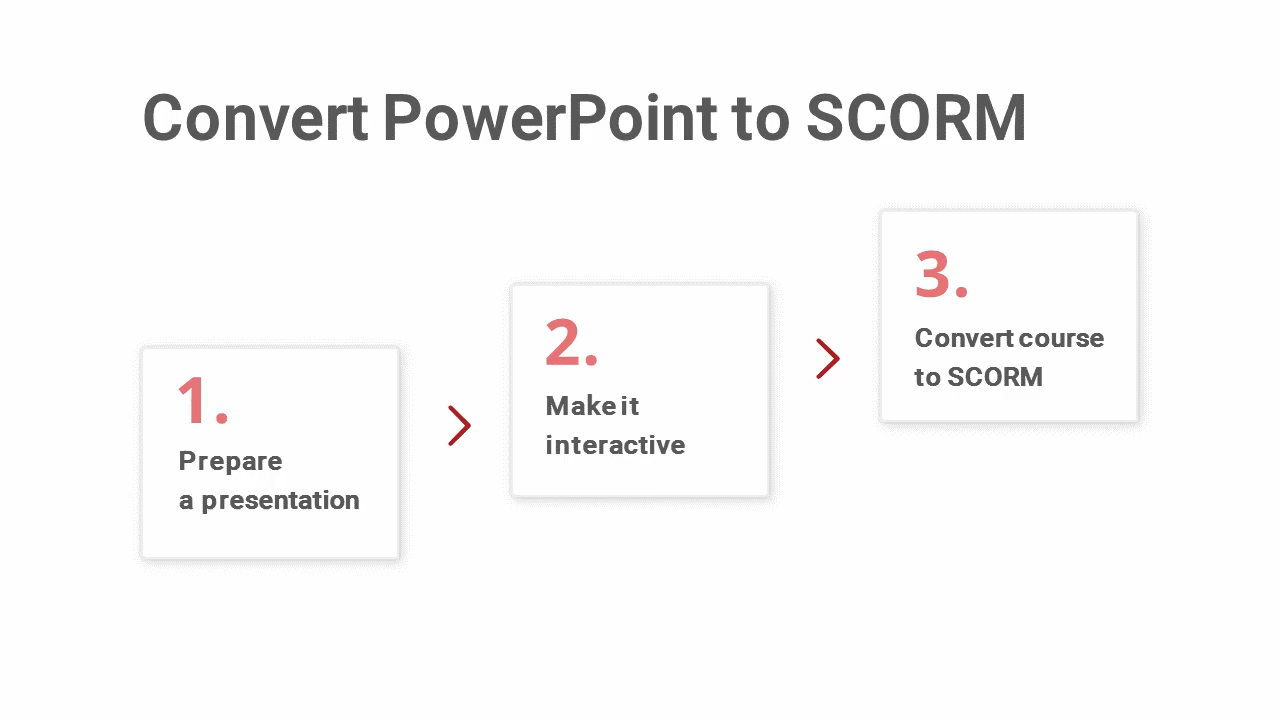 Convert PowerPoint to SCORM
1.
Prepare
a presentation
2.
Make it
interactive
3.
Convert course
to SCORM